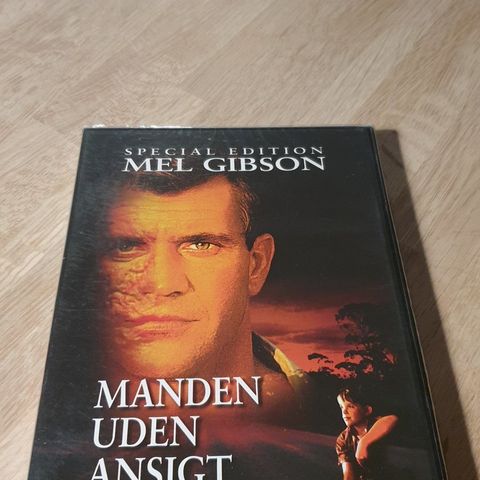 SPECIAL EDITION
MEL GIBSON
MANDEN
UDEN
ANSIGT